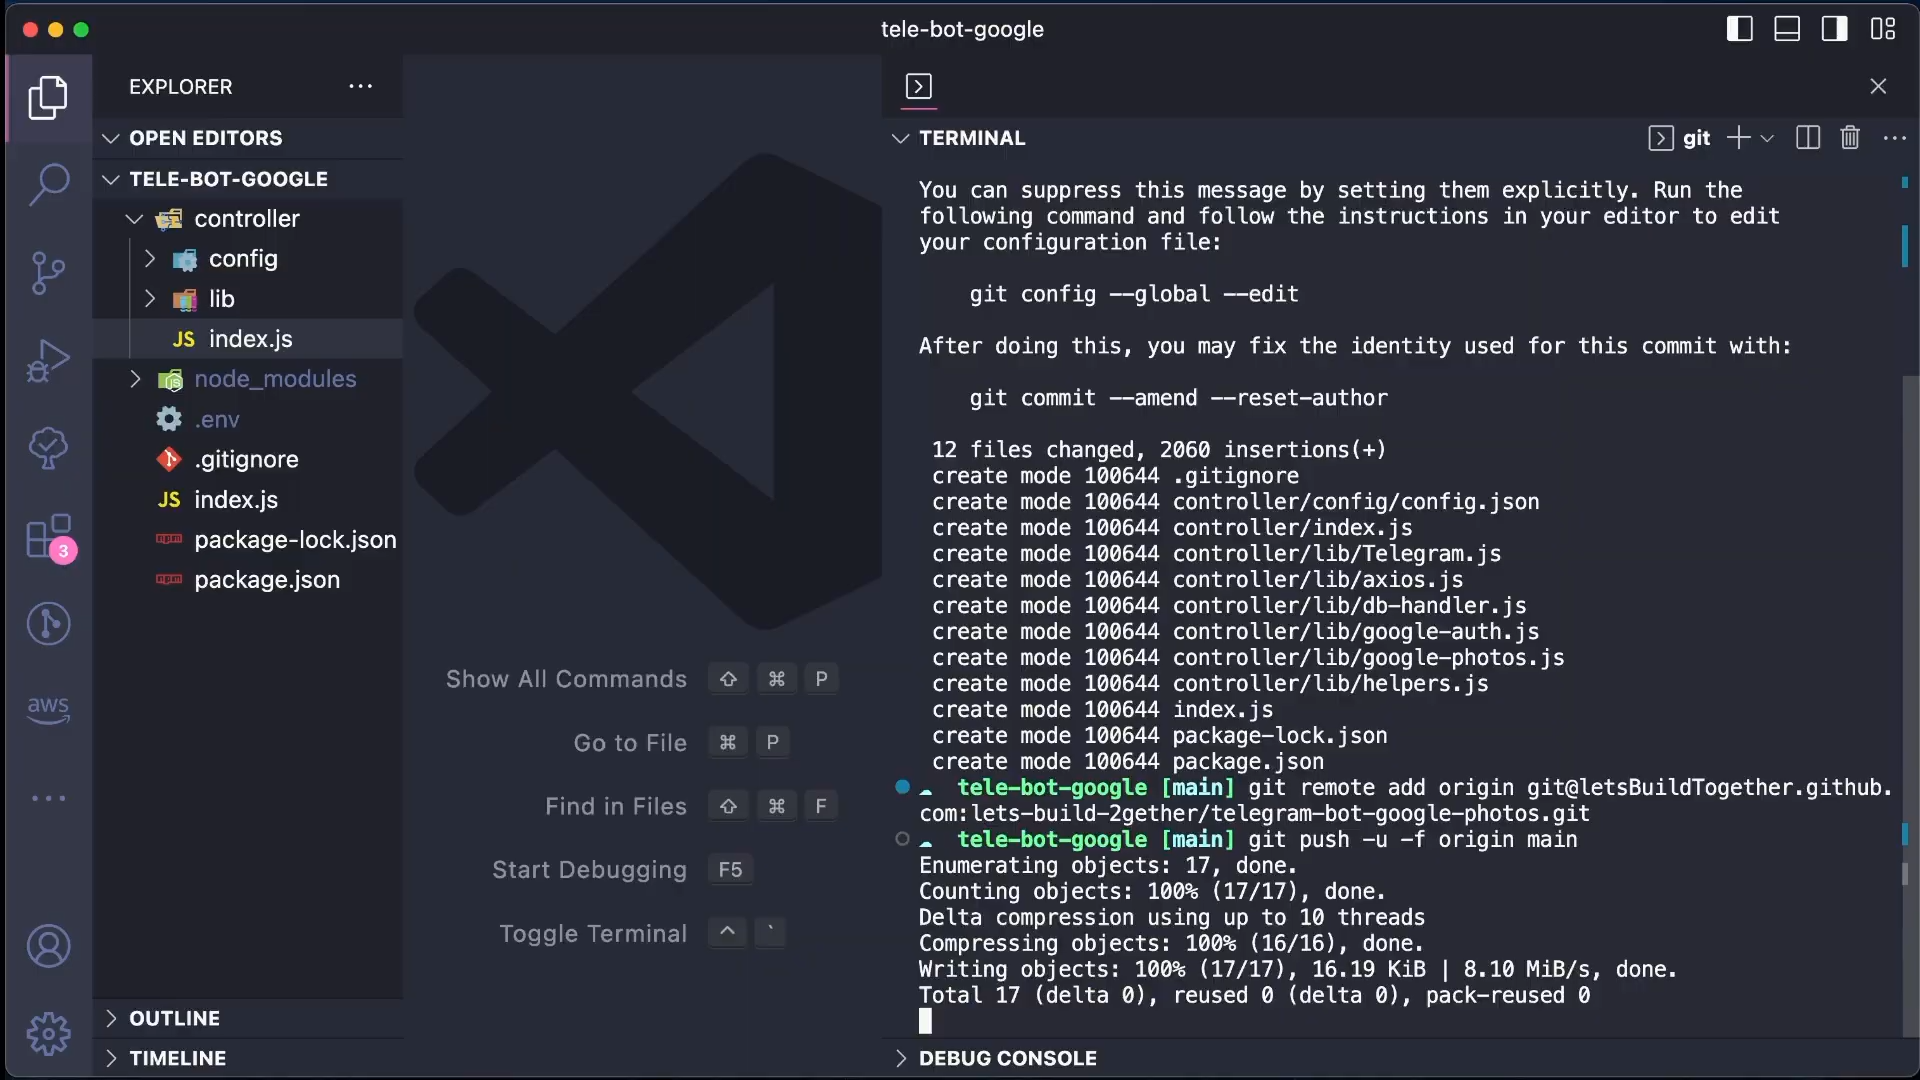 tele-bot-google
EXPLORER
OPEN EDITORS
TELE-BOT-GOOGLE
controller
config
lib
JS index.js
node_modules
.env
.gitignore
JS index.js
package-lock.json
package.json
3
aws
OUTLINE
TIMELINE
Show All Commands ⇧ ⌘ P
Go to File ⌘ P
Find in Files ⇧ ⌘ F
Start Debugging F5
Toggle Terminal ^ `
TERMINAL
git
You can suppress this message by setting them explicitly. Run the
following command and follow the instructions in your editor to edit
your configuration file:
git config --global --edit
After doing this, you may fix the identity used for this commit with:
git commit --amend --reset-author
12 files changed, 2060 insertions(+)
create mode 100644 .gitignore
create mode 100644 controller/config/config.json
create mode 100644 controller/index.js
create mode 100644 controller/lib/Telegram.js
create mode 100644 controller/lib/axios.js
create mode 100644 controller/lib/db-handler.js
create mode 100644 controller/lib/google-auth.js
create mode 100644 controller/lib/google-photos.js
create mode 100644 controller/lib/helpers.js
create mode 100644 index.js
create mode 100644 package-lock.json
create mode 100644 package.json
tele-bot-google [main] git remote add origin git@letsBuildTogether.github.
com:lets-build-2gether/telegram-bot-google-photos.git
tele-bot-google [main] git push -u -f origin main
Enumerating objects: 17, done.
Counting objects: 100% (17/17), done.
Delta compression using up to 10 threads
Compressing objects: 100% (16/16), done.
Writing objects: 100% (17/17), 16.19 KiB | 8.10 MiB/s, done.
Total 17 (delta 0), reused 0 (delta 0), pack-reused 0
DEBUG CONSOLE